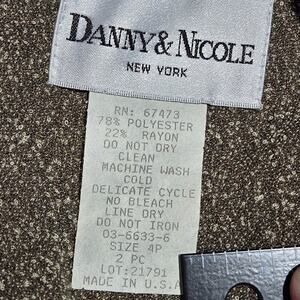 DANNY & NICOLE
NEW YORK
RN: 67473
78% POLYESTER
22% RAYON
DO NOT DRY
CLEAN
MACHINE WASH
COLD
DELICATE CYCLE
NO BLEACH
LINE DRY
DO NOT IRON
03-6633-6
SIZE 4P
2 PC
LOT:21791
MADE IN U.S.A